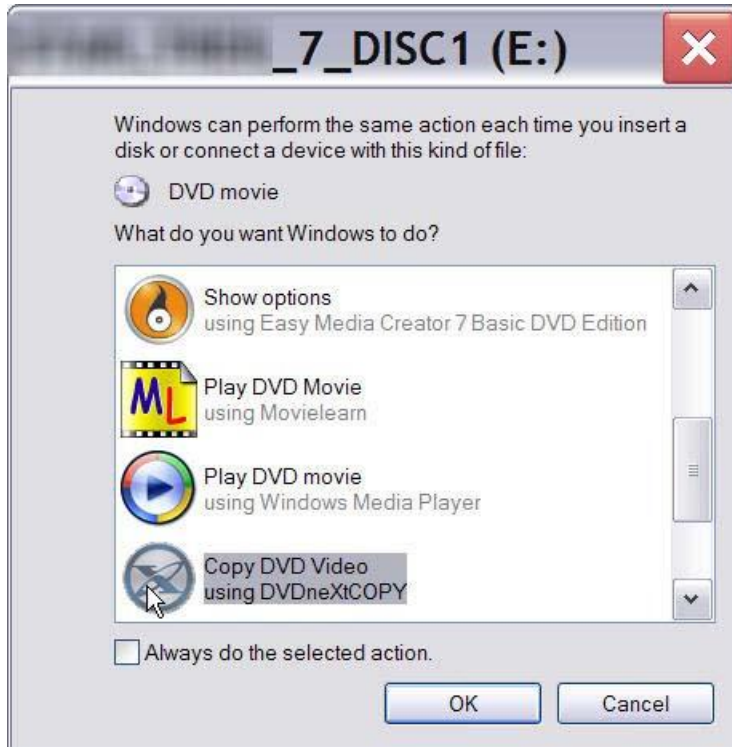 _7_DISC1 (E:)
Windows can perform the same action each time you insert a
disk or connect a device with this kind of file:
DVD movie
What do you want Windows to do?
Show options
using Easy Media Creator 7 Basic DVD Edition
ML
Play DVD Movie
using Movielearn
Play DVD movie
using Windows Media Player
Copy DVD Video
using DVDneXtCOPY
Always do the selected action.
OK
Cancel